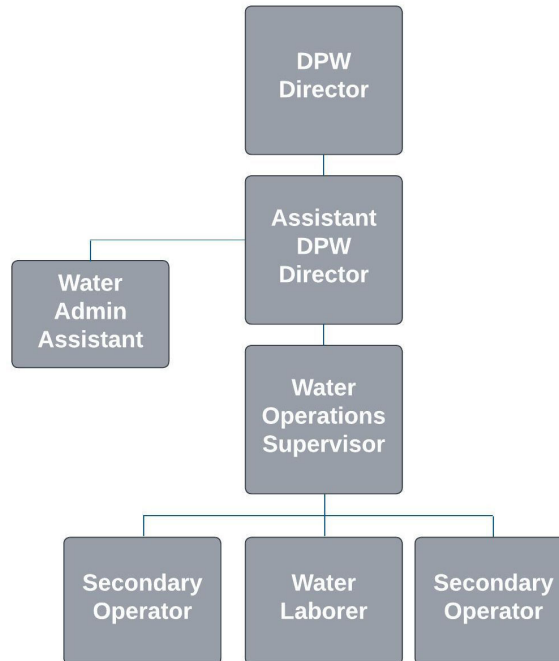 DPW
Director
Assistant
DPW
Director
Water
Admin
Assistant
Water
Operations
Supervisor
Secondary
Operator
Water
Laborer
Secondary
Operator